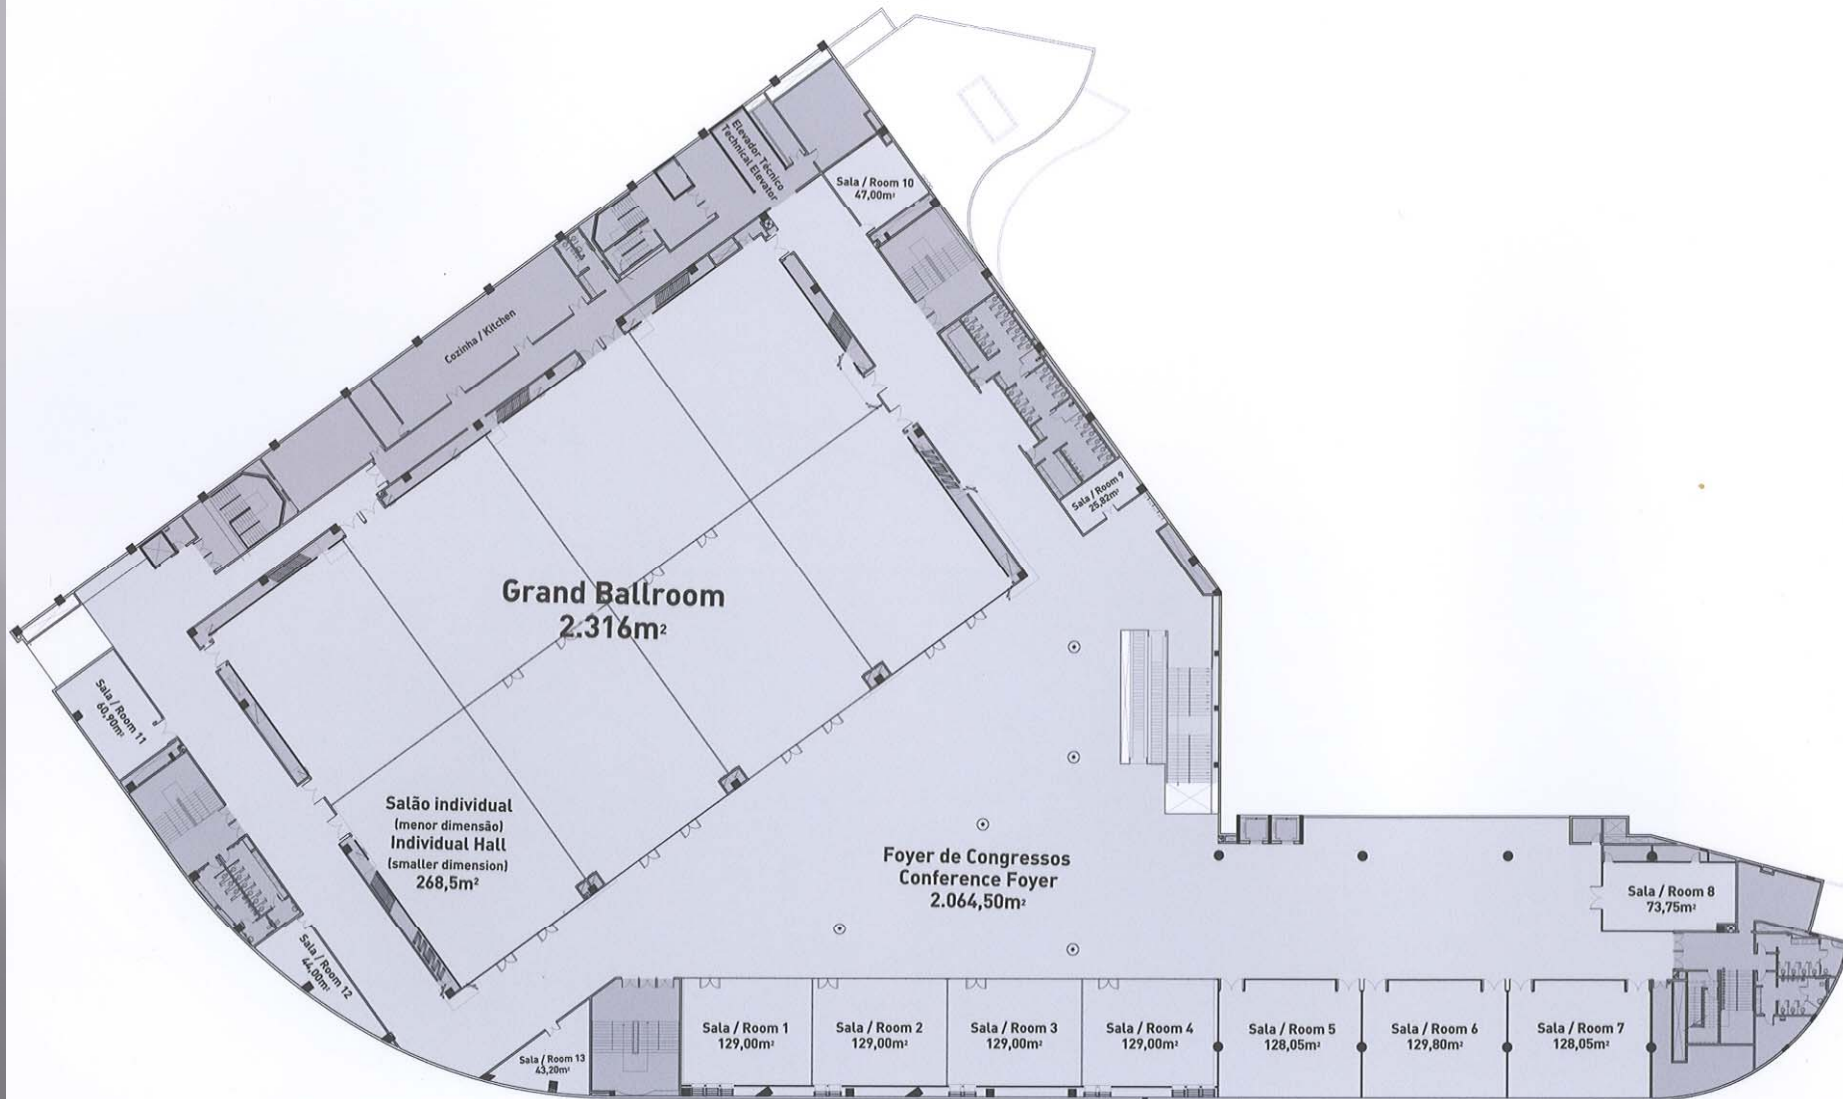 Elevador Técnico
Technical Elevator
Sala / Room 10
47,00m²
Cozinha / Kitchen
Sala / Room 9
25,82m²
Grand Ballroom
2.316m²
Sala / Room 11
60,90m²
Salão individual
(menor dimensão)
Individual Hall
(smaller dimension)
268,5m²
Foyer de Congressos
Conference Foyer
2.064,50m²
Sala / Room 8
73,75m²
Sala / Room 12
44,00m²
Sala / Room 13
43,20m²
Sala / Room 1
129,00m²
Sala / Room 2
129,00m²
Sala / Room 3
129,00m²
Sala / Room 4
129,00m²
Sala / Room 5
128,05m²
Sala / Room 6
129,80m²
Sala / Room 7
128,05m²